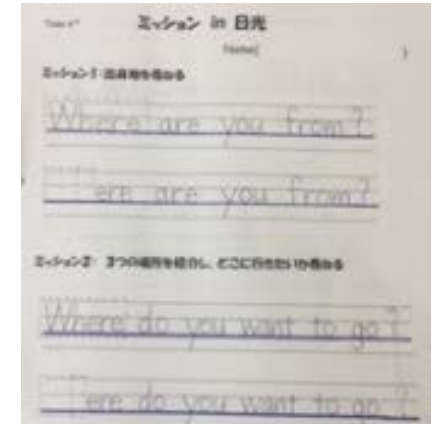 ミッション in 日光
Name(                    )
ミッション1:出身地を尋ねる
Where are you from?
ere are you from?
ミッション2: 3つの場所を紹介し、どこに行きたいか尋ねる
Where do you want to go?
ere do you want to go?